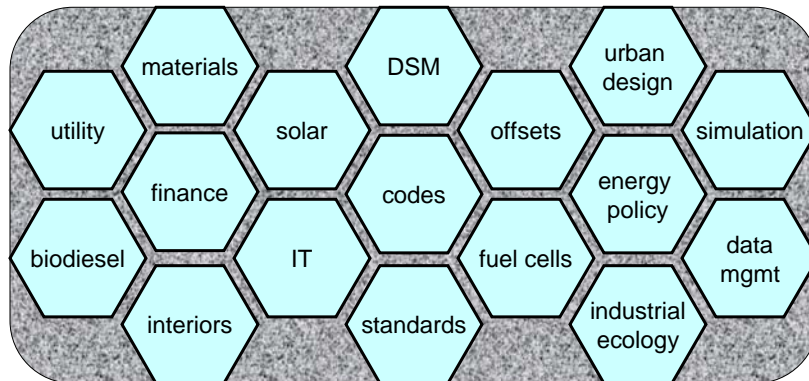 materials
DSM
urban
design
utility
solar
offsets
simulation
finance
codes
energy
policy
biodiesel
IT
fuel cells
data
mgmt
interiors
standards
industrial
ecology